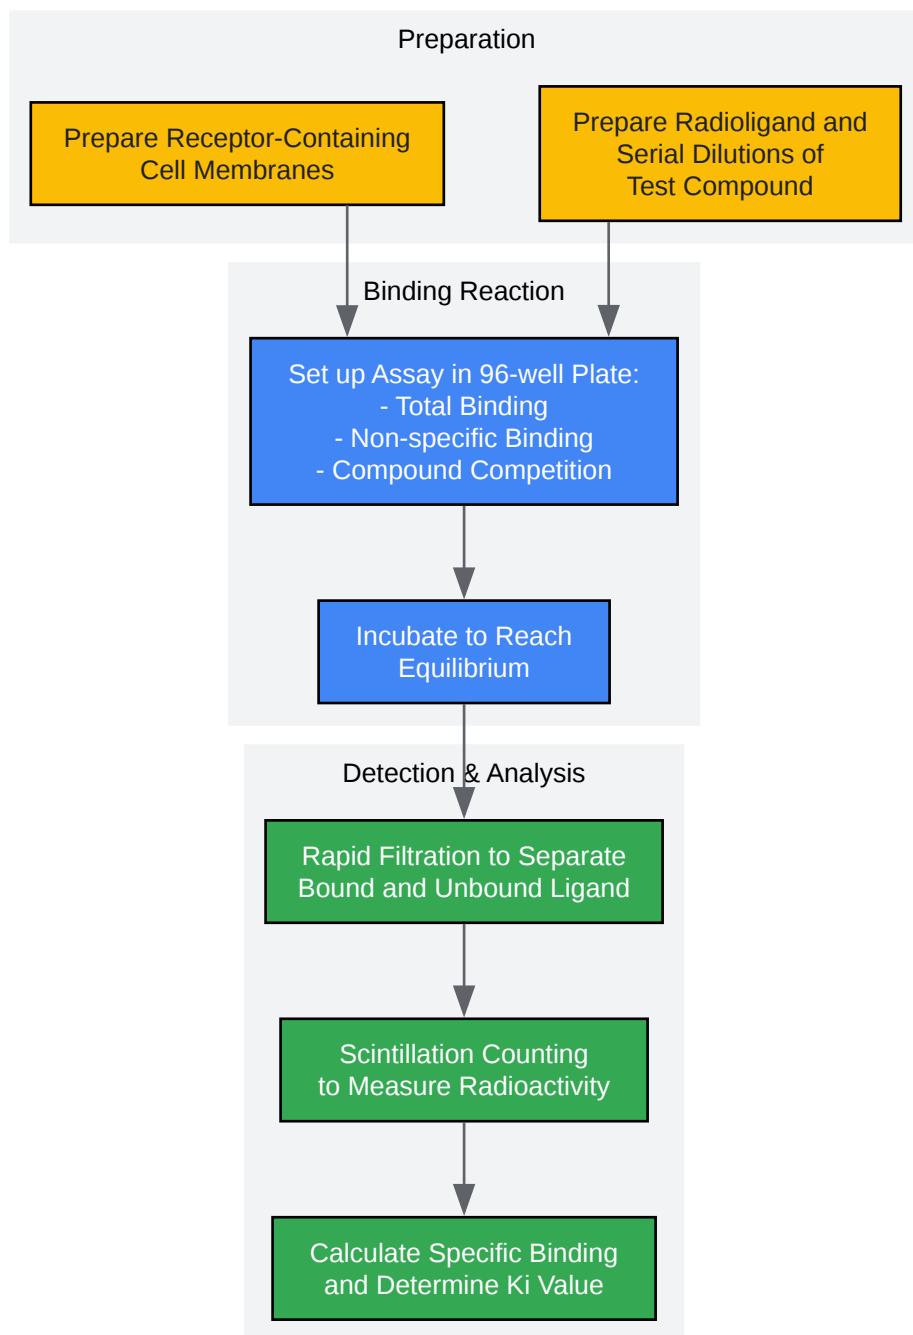 Preparation
Prepare Receptor-Containing
Cell Membranes
Prepare Radioligand and
Serial Dilutions of
Test Compound
Binding Reaction
Set up Assay in 96-well Plate:
- Total Binding
- Non-specific Binding
- Compound Competition
Incubate to Reach
Equilibrium
Detection & Analysis
Rapid Filtration to Separate
Bound and Unbound Ligand
Scintillation Counting
to Measure Radioactivity
Calculate Specific Binding
and Determine Ki Value